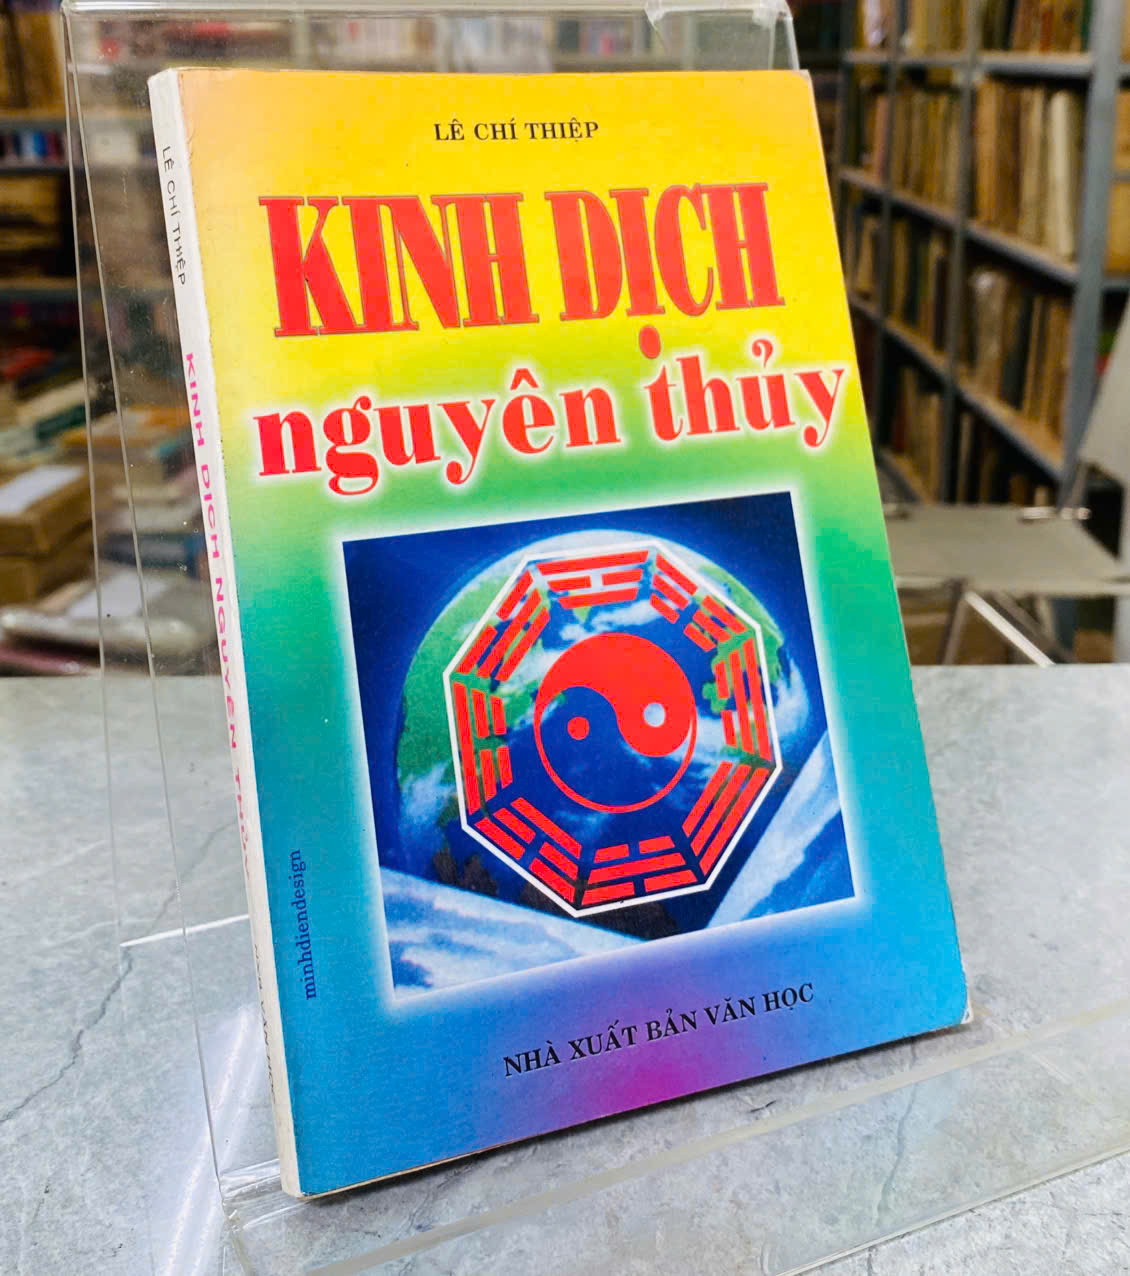 LÊ CHÍ THIỆP
KINH DỊCH
nguyên thủy
minhdiendesign
NHÀ XUẤT BẢN VĂN HỌC
LÊ CHÍ THIỆP
KINH DỊCH NGUYÊN THỦY